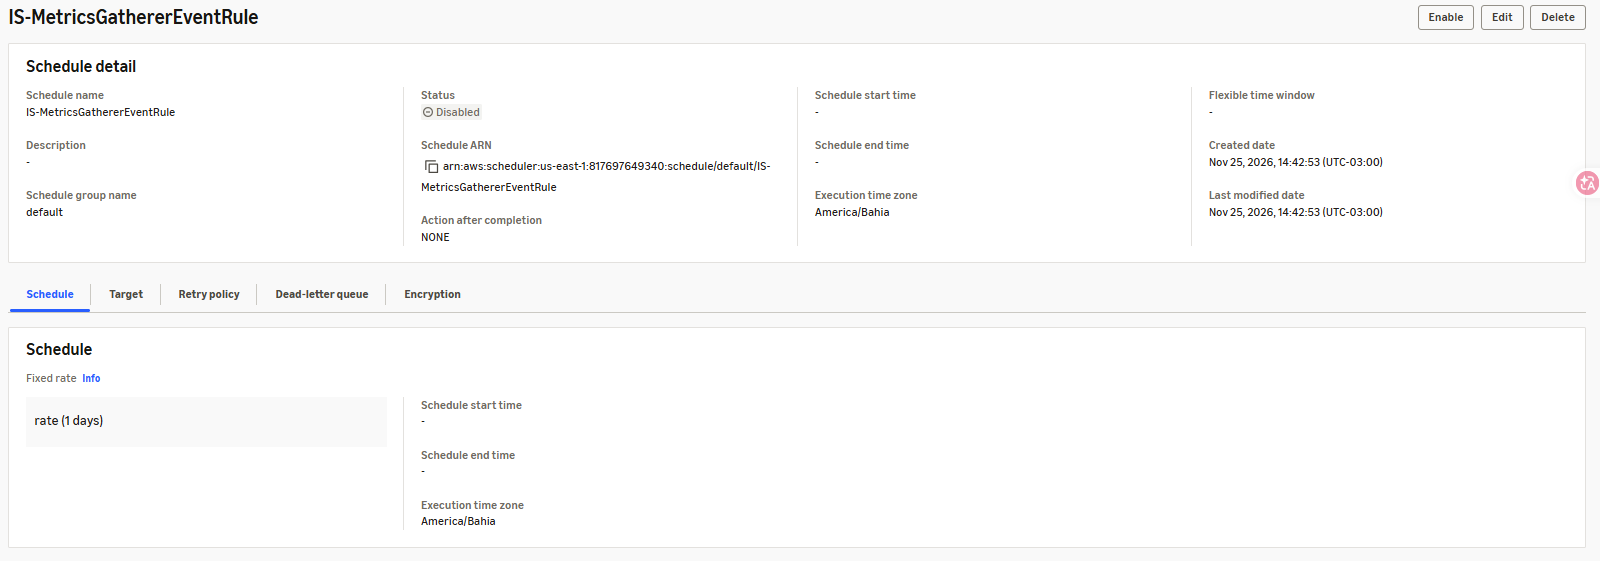 IS-MetricsGathererEventRule
Enable
Edit
Delete
Schedule detail
Schedule name
IS-MetricsGathererEventRule
Description
-
Schedule group name
default
Status
Disabled
Schedule ARN
arn:aws:scheduler:us-east-1:817697649340:schedule/default/IS-
MetricsGathererEventRule
Action after completion
NONE
Schedule start time
-
Schedule end time
-
Execution time zone
America/Bahia
Flexible time window
-
Created date
Nov 25, 2026, 14:42:53 (UTC-03:00)
Last modified date
Nov 25, 2026, 14:42:53 (UTC-03:00)
Schedule
Target
Retry policy
Dead-letter queue
Encryption
Schedule
Fixed rate Info
rate (1 days)
Schedule start time
-
Schedule end time
-
Execution time zone
America/Bahia